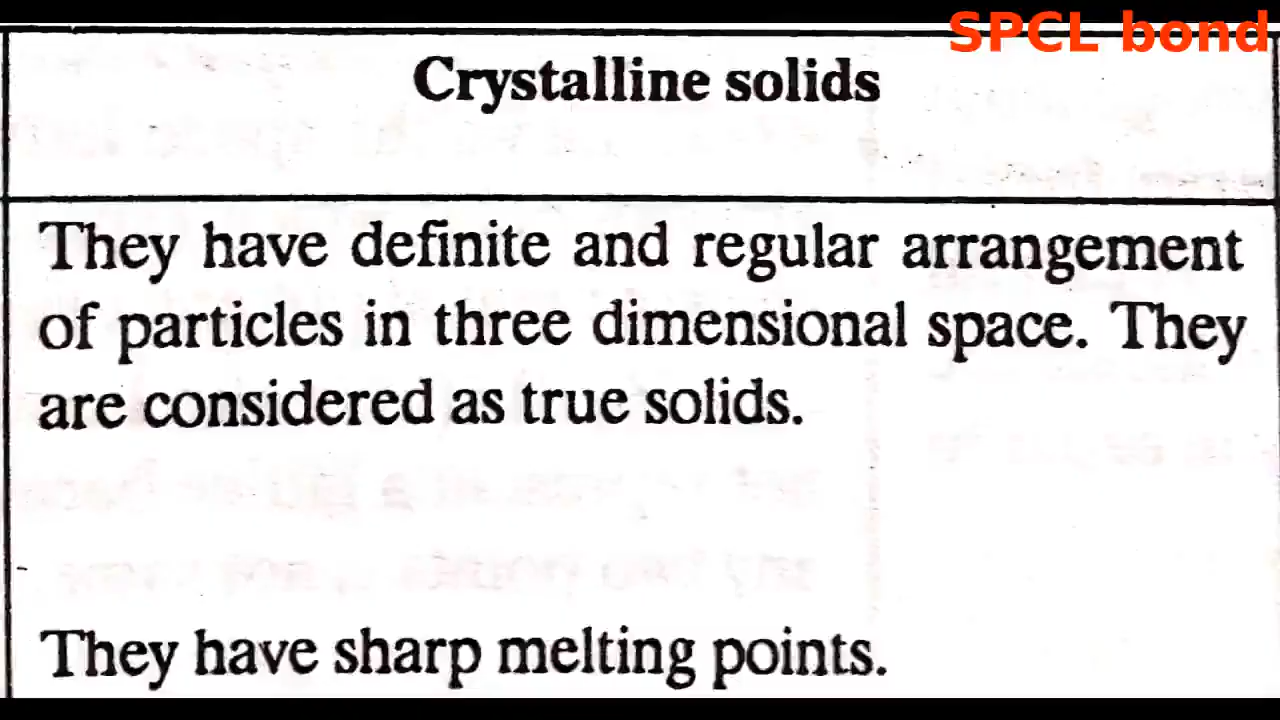 SPCL bond
Crystalline solids
They have definite and regular arrangement
of particles in three dimensional space. They
are considered as true solids.
They have sharp melting points.